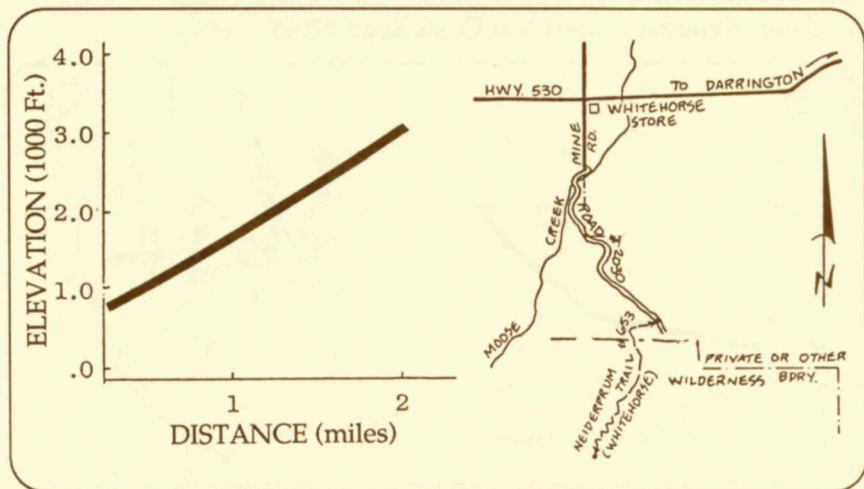 4.0
3.0
2.0
1.0
.0
ELEVATION (1000 Ft.)
1
2
DISTANCE (miles)
HWY. 530
TO DARRINGTON
WHITEHORSE
STORE
MINE
RD.
ROAD
# 2030
CREEK
MOOSE
#653
NEIDERPRUM
TRAIL
(WHITEHORSE)
PRIVATE OR OTHER
WILDERNESS BDRY.
N